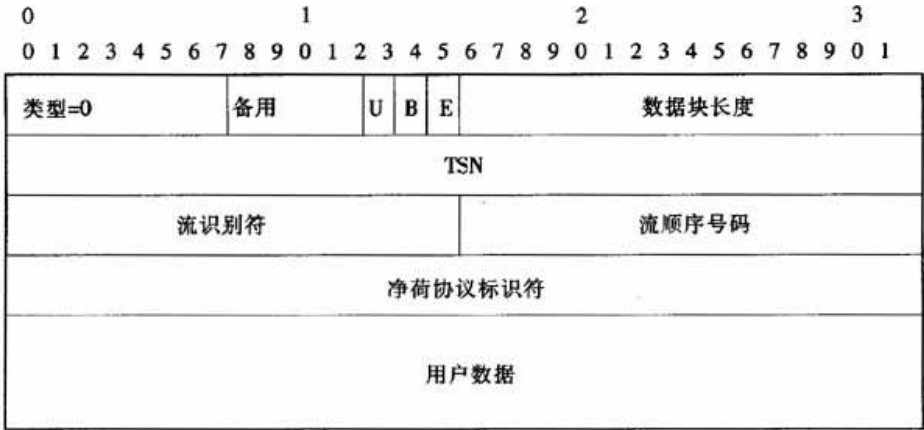 0 1 2 3
0 1 2 3 4 5 6 7 8 9 0 1 2 3 4 5 6 7 8 9 0 1 2 3 4 5 6 7 8 9 0 1
类型=0 备用 U B E 数据块长度
TSN
流识别符 流顺序号码
净荷协议标识符
用户数据